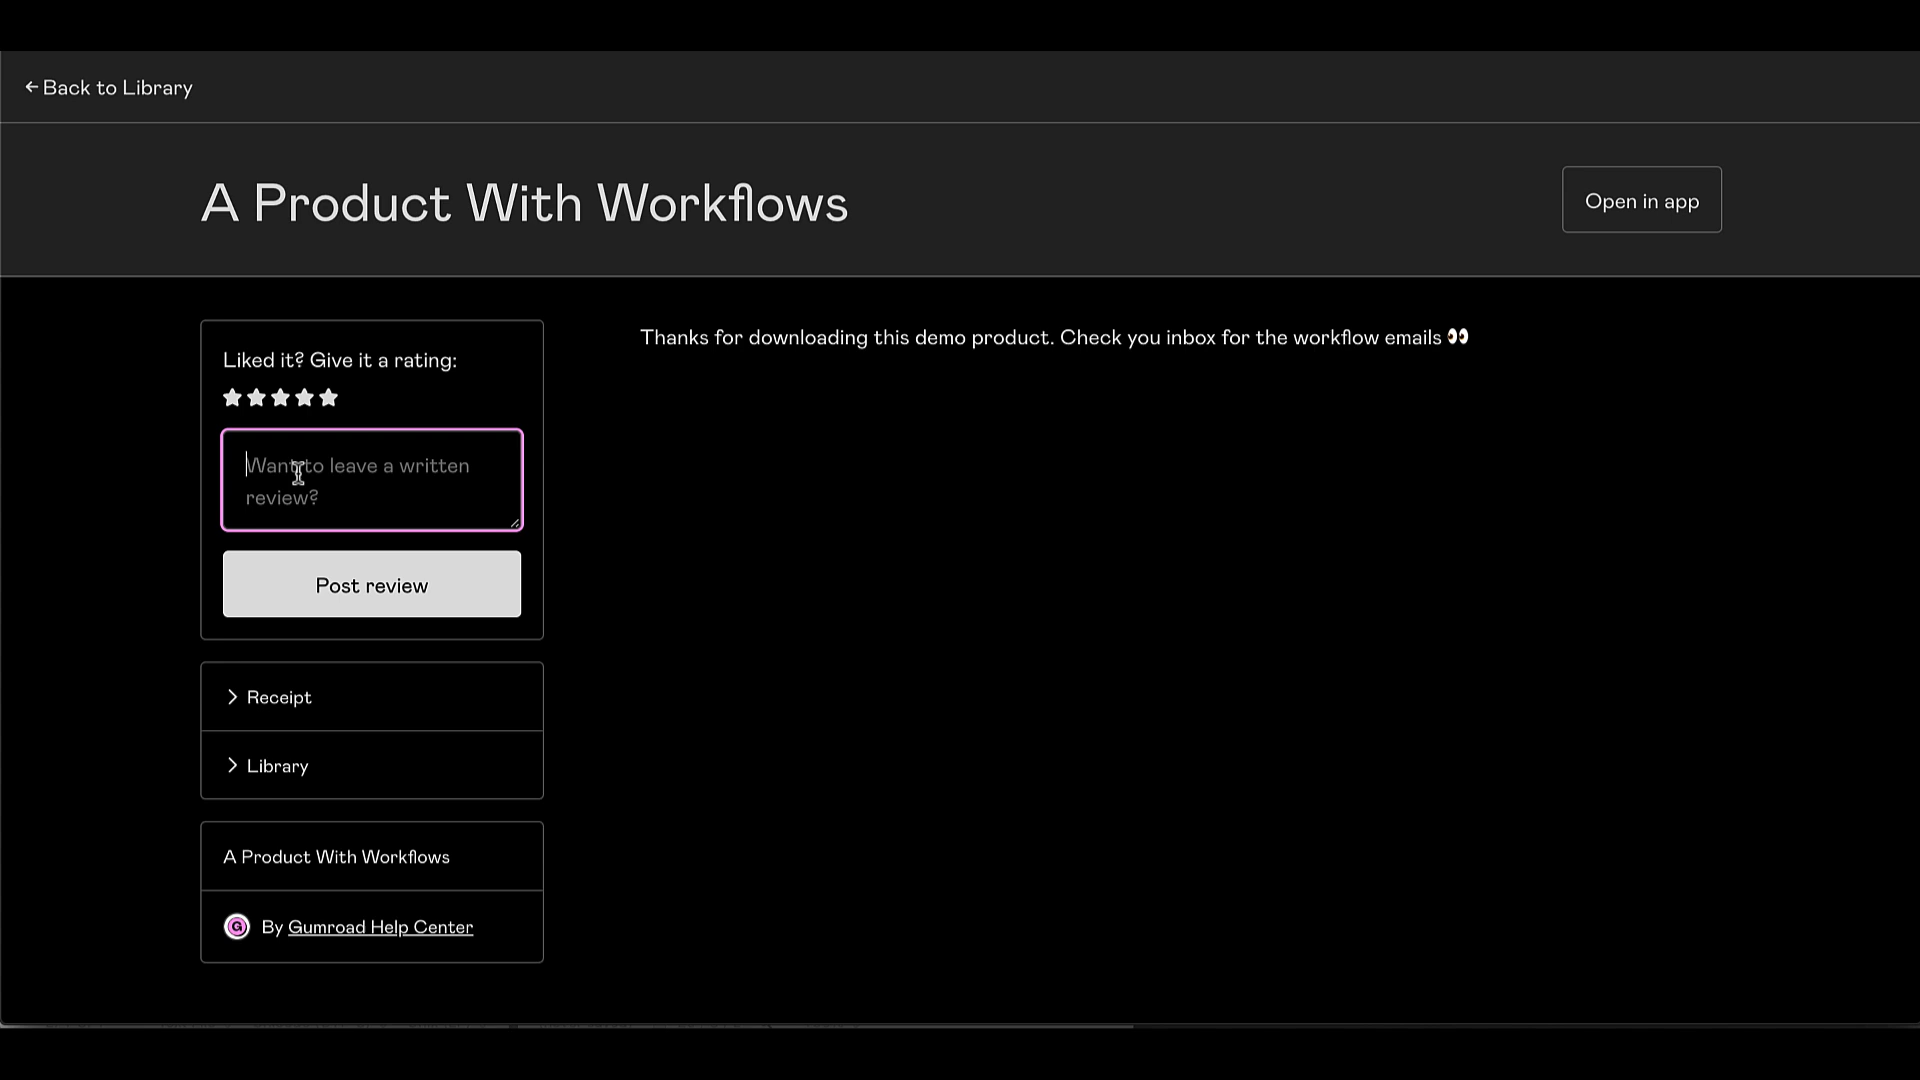 ← Back to Library
A Product With Workflows
Open in app
Liked it? Give it a rating:
Want to leave a written
review?
Post review
Receipt
Library
A Product With Workflows
G By Gumroad Help Center
Thanks for downloading this demo product. Check you inbox for the workflow emails 👀